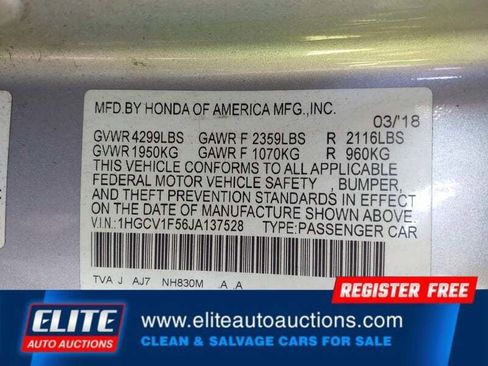 MFD.BY HONDA OF AMERICA MFG.,INC.
03/'18
GVWR 4299LBS GAWR F 2359LBS R 2116LBS
GVWR 1950KG GAWR F 1070KG R 960KG
THIS VEHICLE CONFORMS TO ALL APPLICABLE
FEDERAL MOTOR VEHICLE SAFETY , BUMPER,
AND THEFT PREVENTION STANDARDS IN EFFECT
ON THE DATE OF MANUFACTURE SHOWN ABOVE.
V.I.N: 1HGCV1F56JA137528 TYPE:PASSENGER CAR
TVA J AJ7 NH830M .A .A
REGISTER FREE
ELITE
AUTO AUCTIONS
www.eliteautoauctions.com
CLEAN & SALVAGE CARS FOR SALE